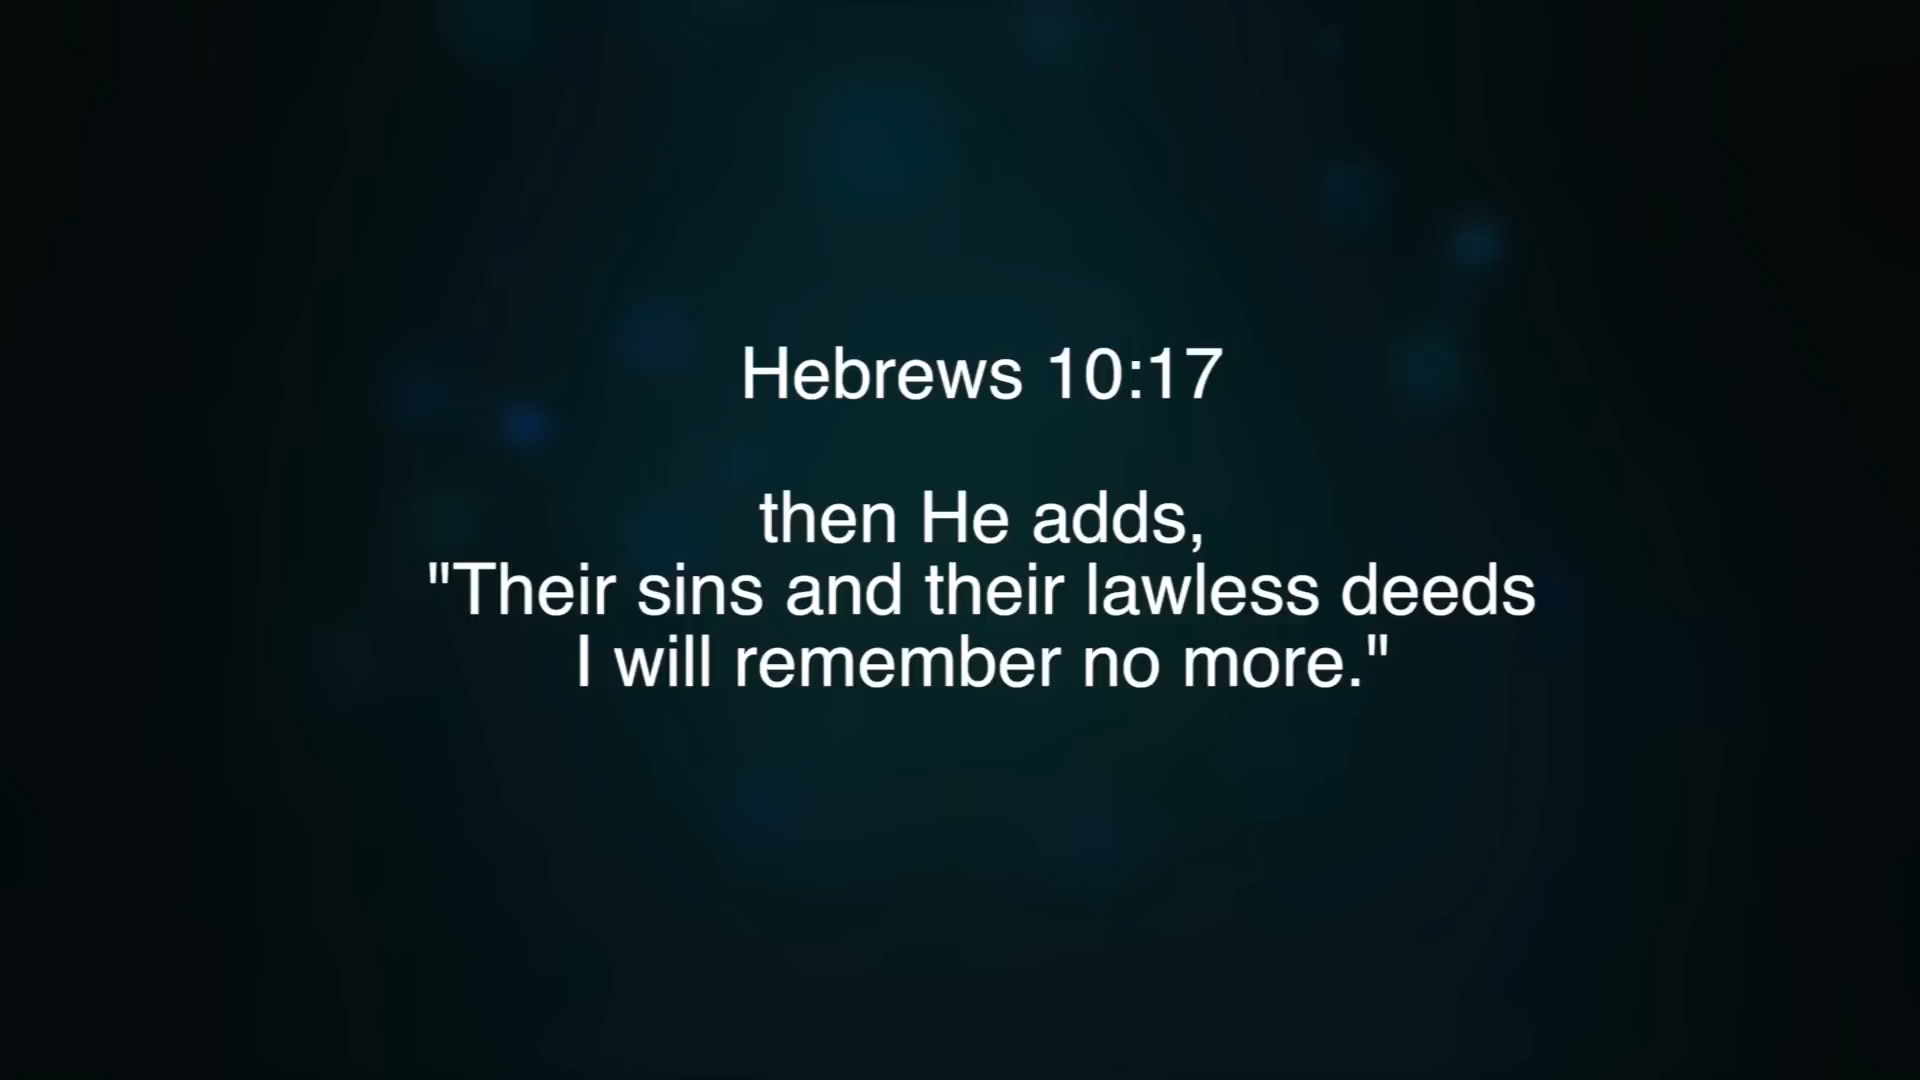 Hebrews 10:17
then He adds,
"Their sins and their lawless deeds
I will remember no more."